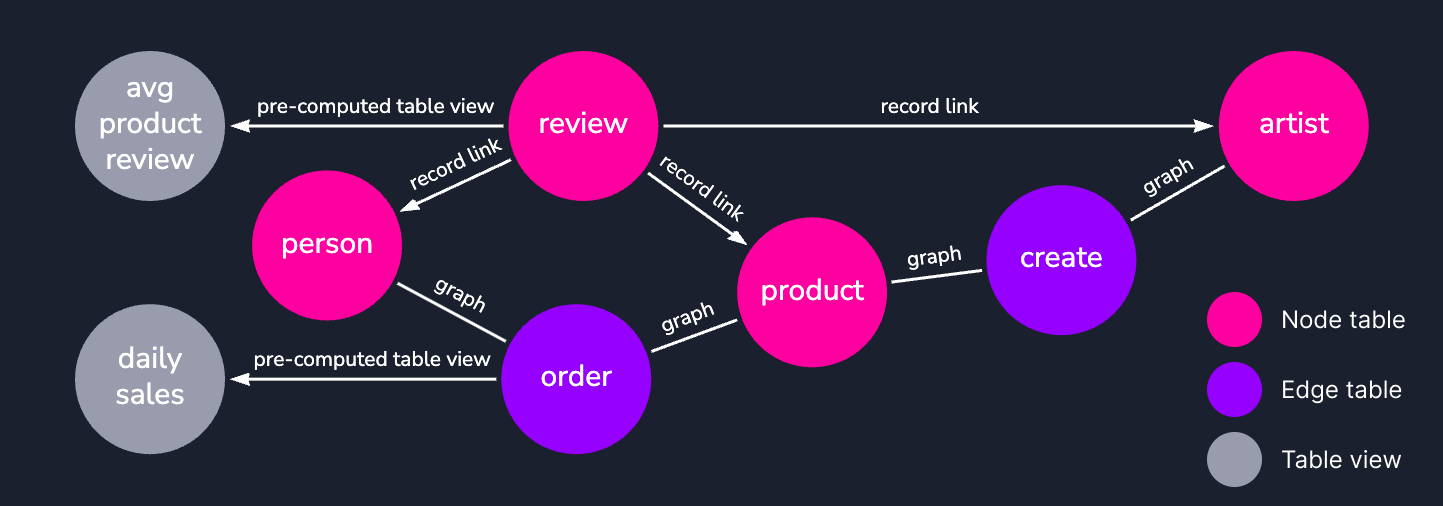 avg
product
review
pre-computed table view
review
record link
artist
record link
record link
graph
person
graph
product
graph
create
graph
daily
sales
pre-computed table view
order
Node table
Edge table
Table view